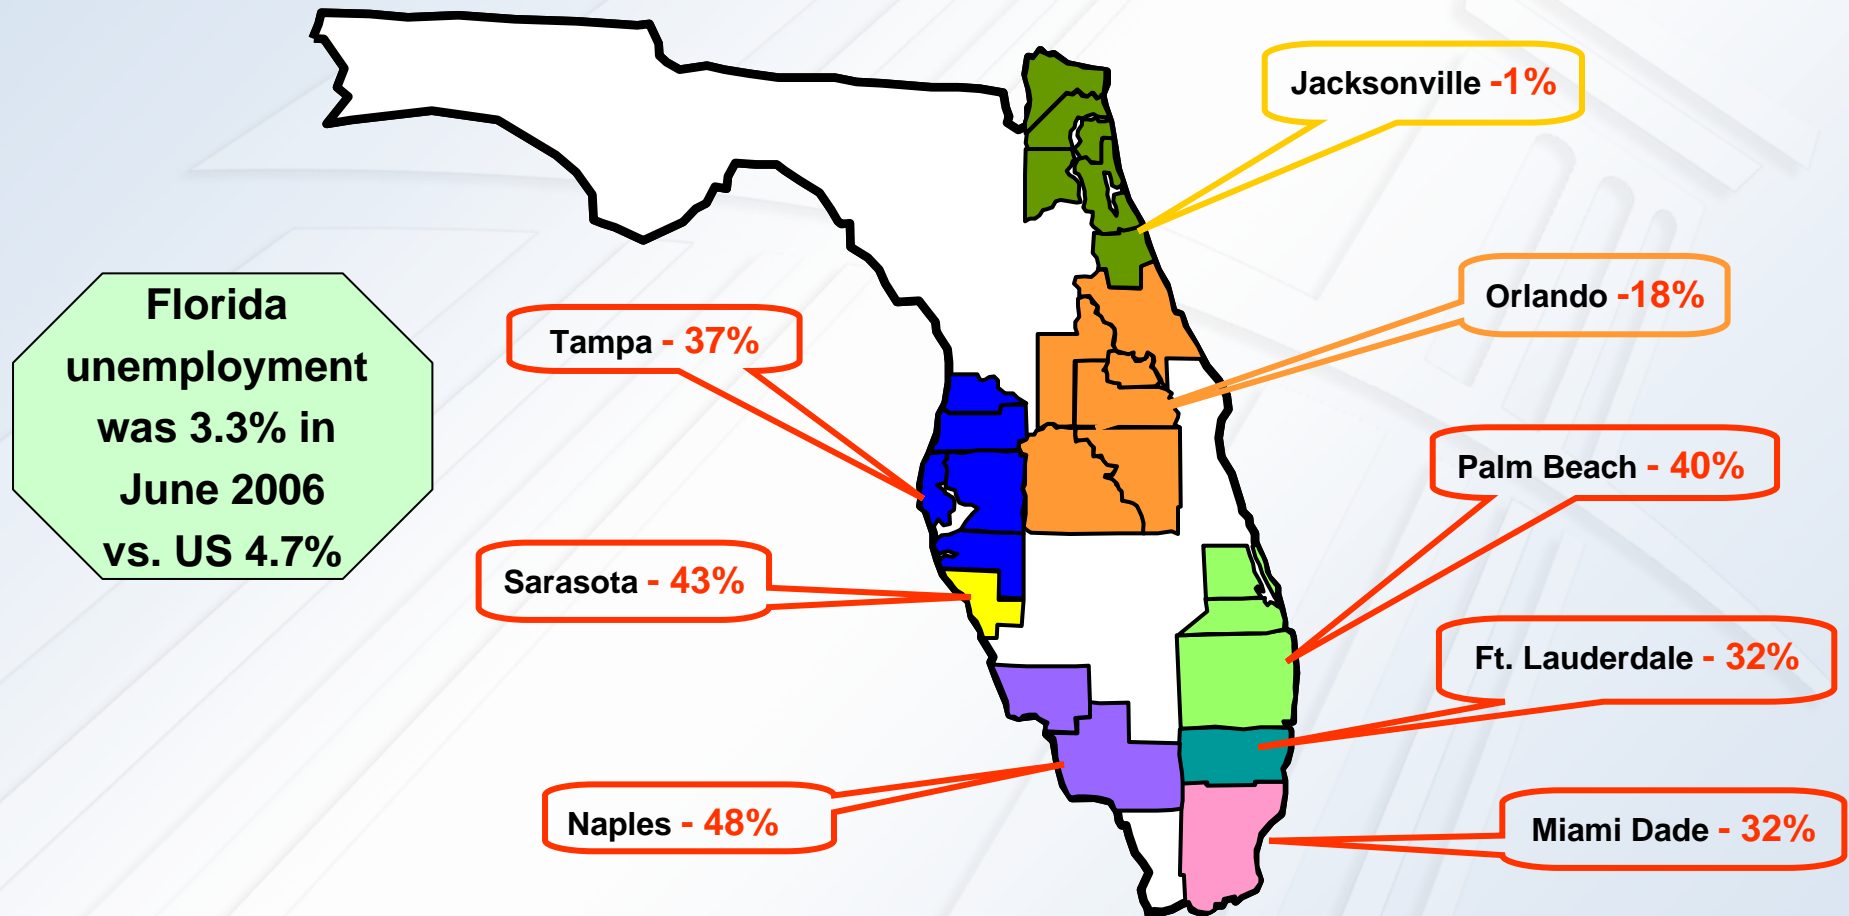 Jacksonville -1%
Orlando -18%
Florida
unemployment
was 3.3% in
June 2006
vs. US 4.7%
Tampa - 37%
Palm Beach - 40%
Sarasota - 43%
Ft. Lauderdale - 32%
Naples - 48%
Miami Dade - 32%